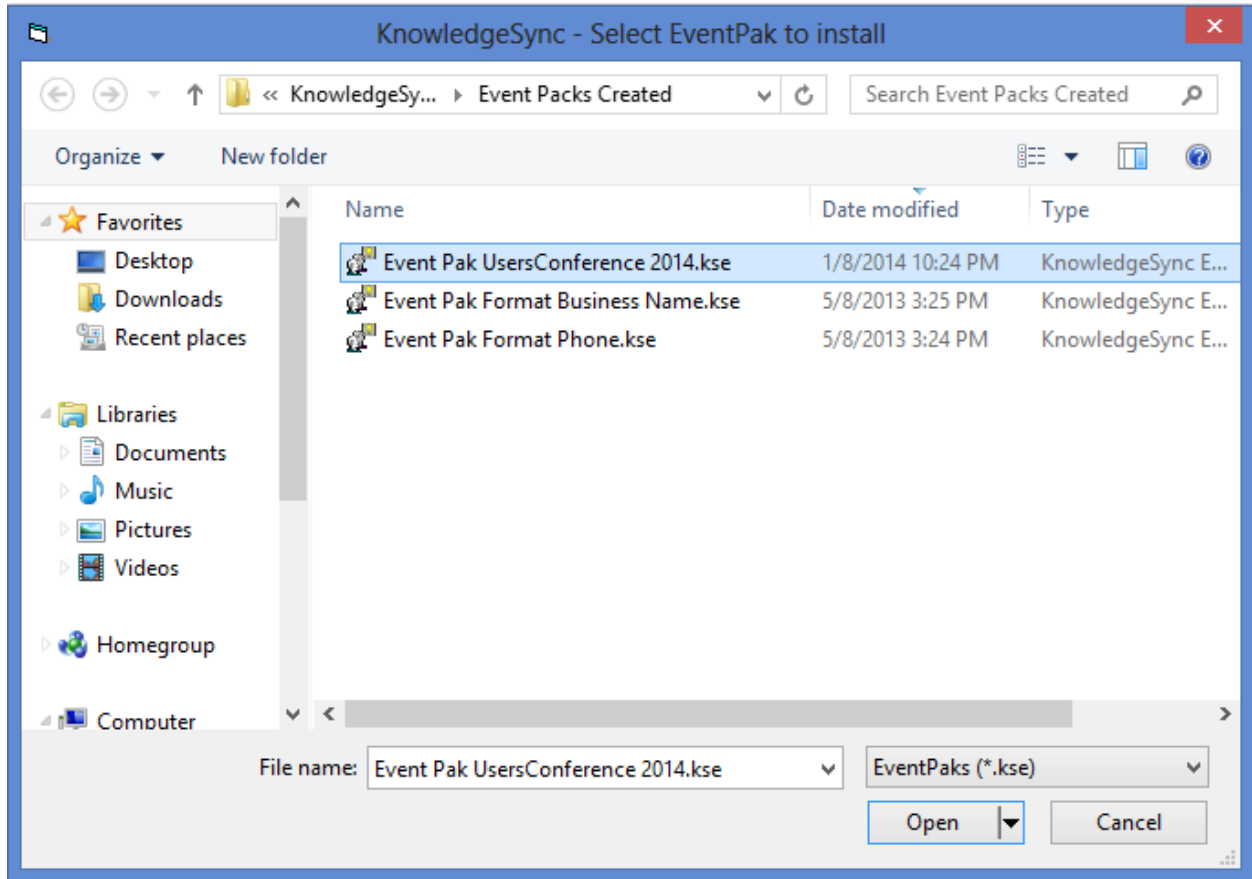 KnowledgeSync - Select EventPak to install
« KnowledgeSy... Event Packs Created
Search Event Packs Created
Organize New folder
Name Date modified Type
Favorites
Desktop
Downloads
Recent places
Libraries
Documents
Music
Pictures
Videos
Homegroup
Computer
Event Pak UsersConference 2014.kse 1/8/2014 10:24 PM KnowledgeSync E...
Event Pak Format Business Name.kse 5/8/2013 3:25 PM KnowledgeSync E...
Event Pak Format Phone.kse 5/8/2013 3:24 PM KnowledgeSync E...
File name: Event Pak UsersConference 2014.kse EventPaks (*.kse)
Open Cancel